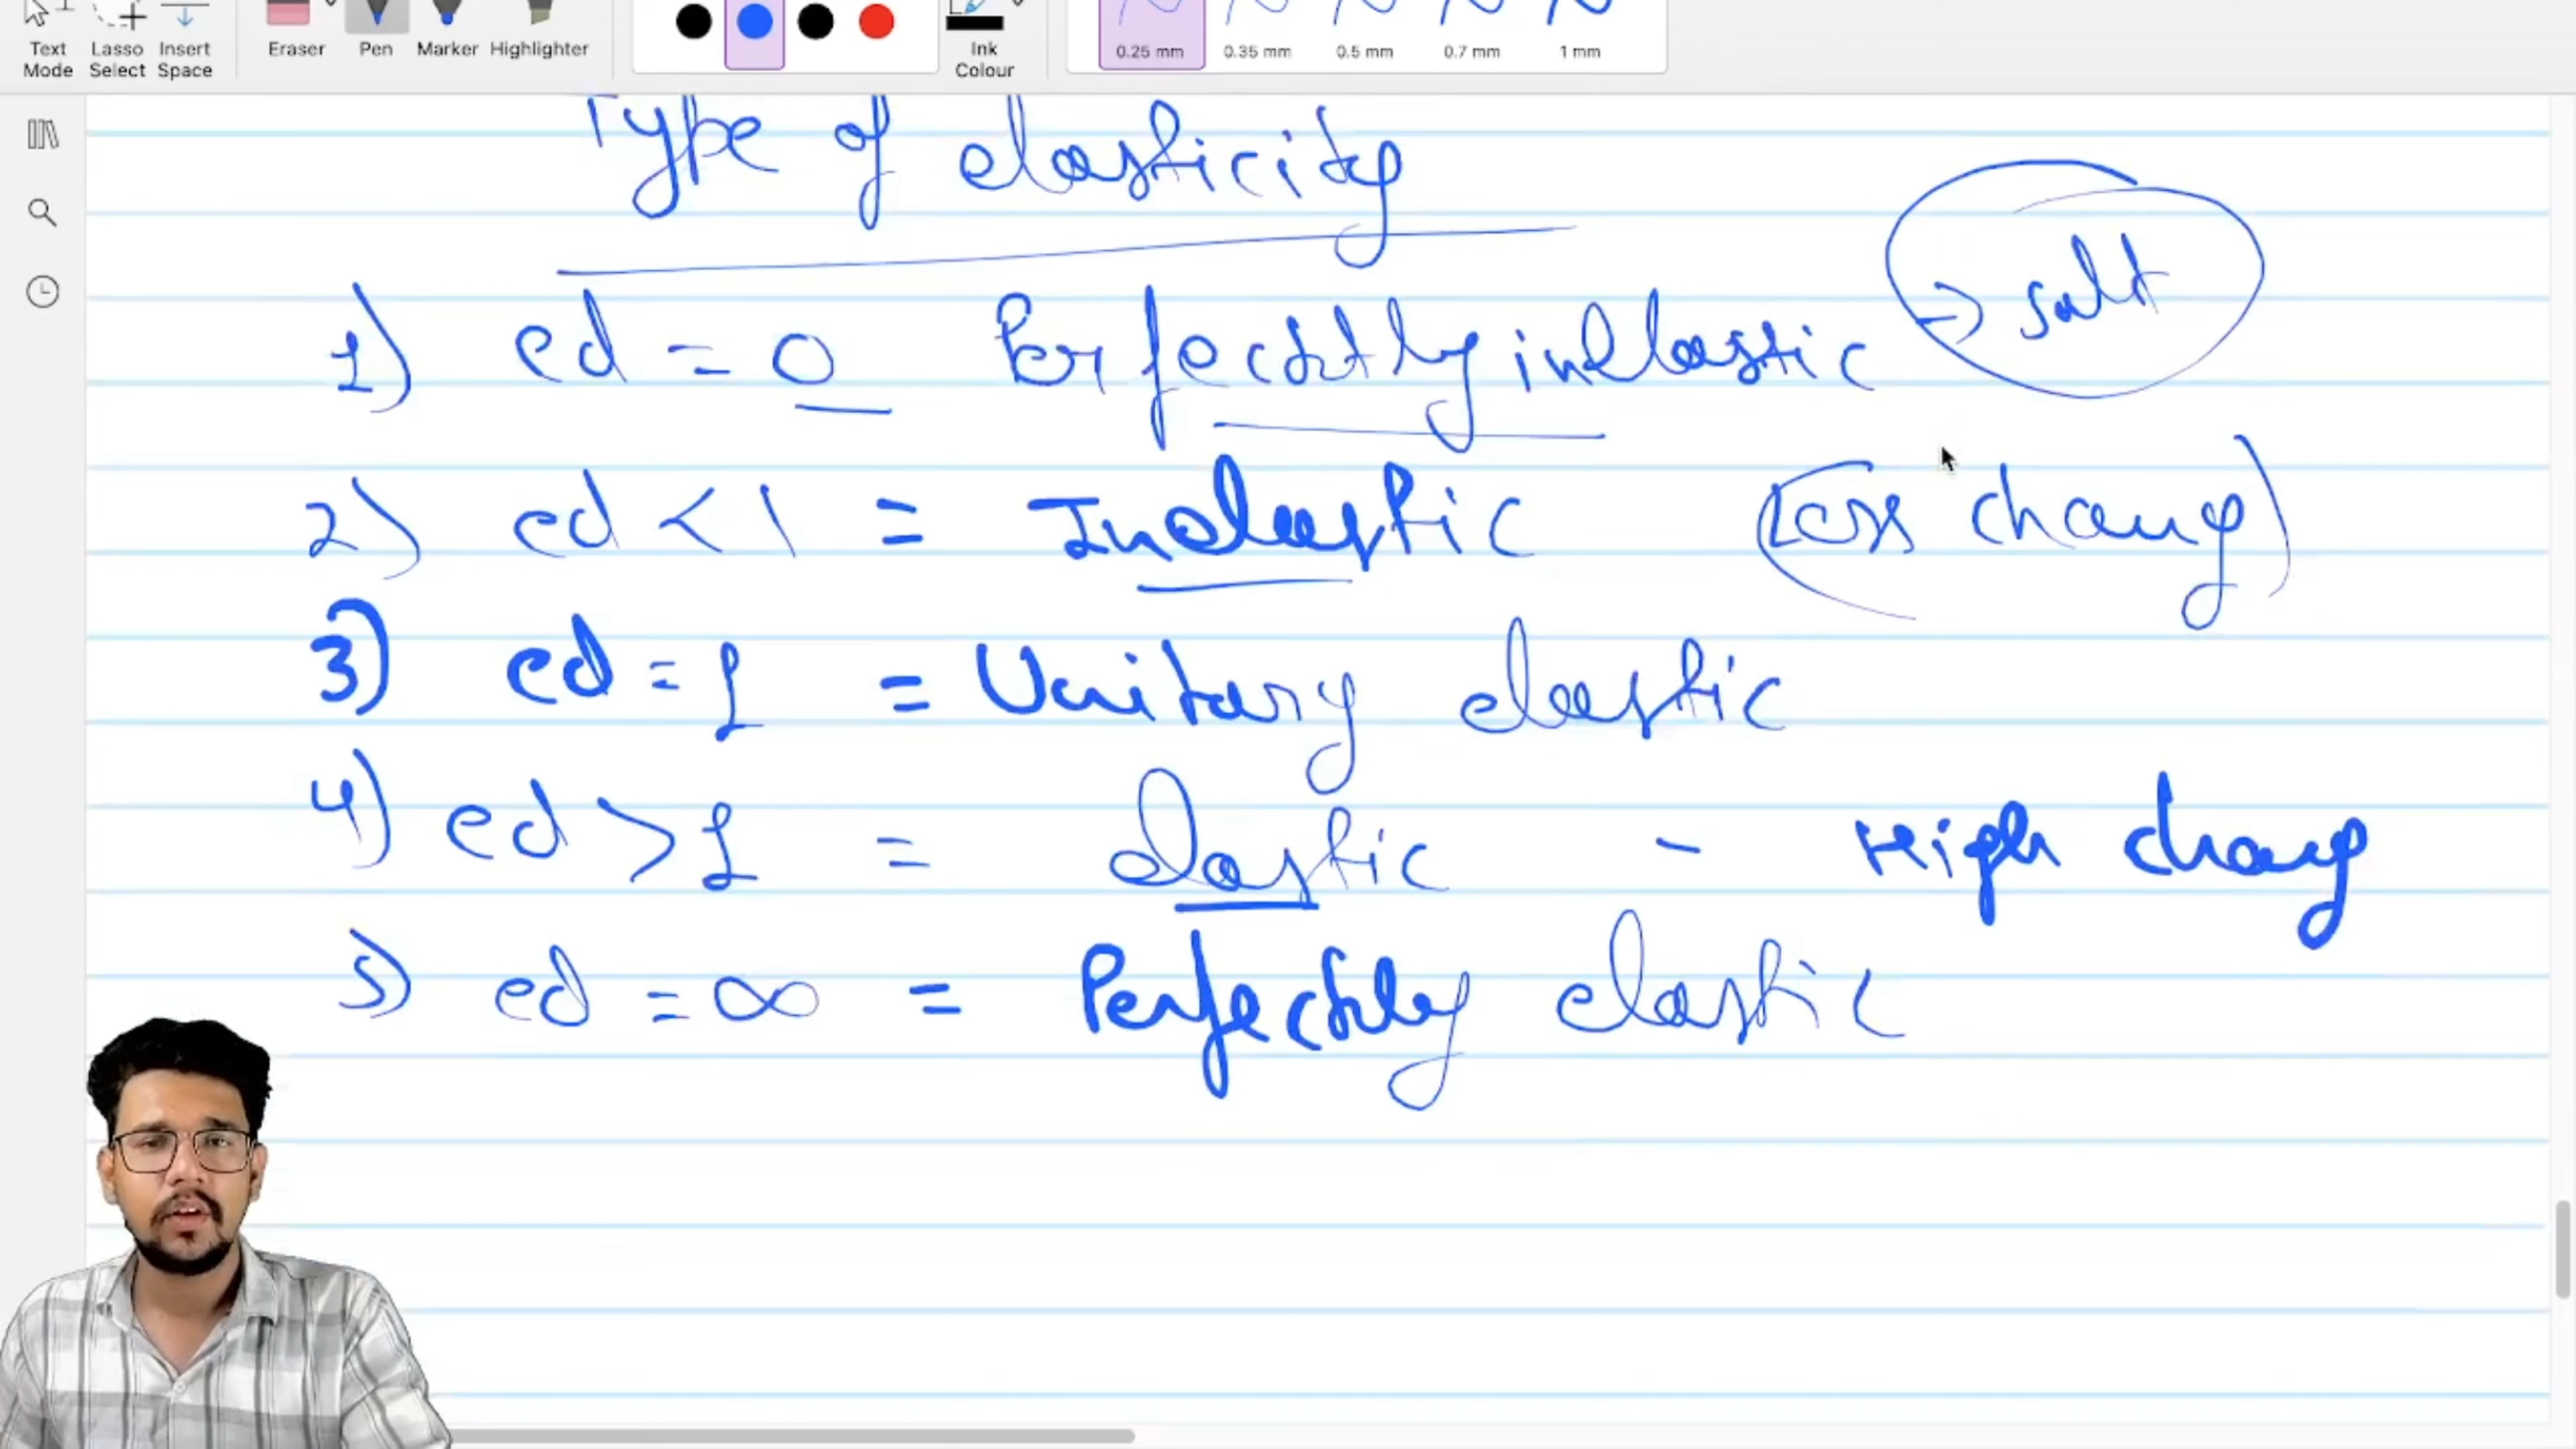 Text Mode
Lasso Select
Insert Space
Eraser
Pen
Marker
Highlighter
Ink Colour
0.25 mm
0.35 mm
0.5 mm
0.7 mm
1 mm
Type of elasticity
1) ed = 0 Perfectly inelastic → salt
2) ed < 1 = Inelastic (Less change)
3) ed = 1 = Unitary elastic
4) ed > 1 = elastic - High change
5) ed = ∞ = Perfectly elastic